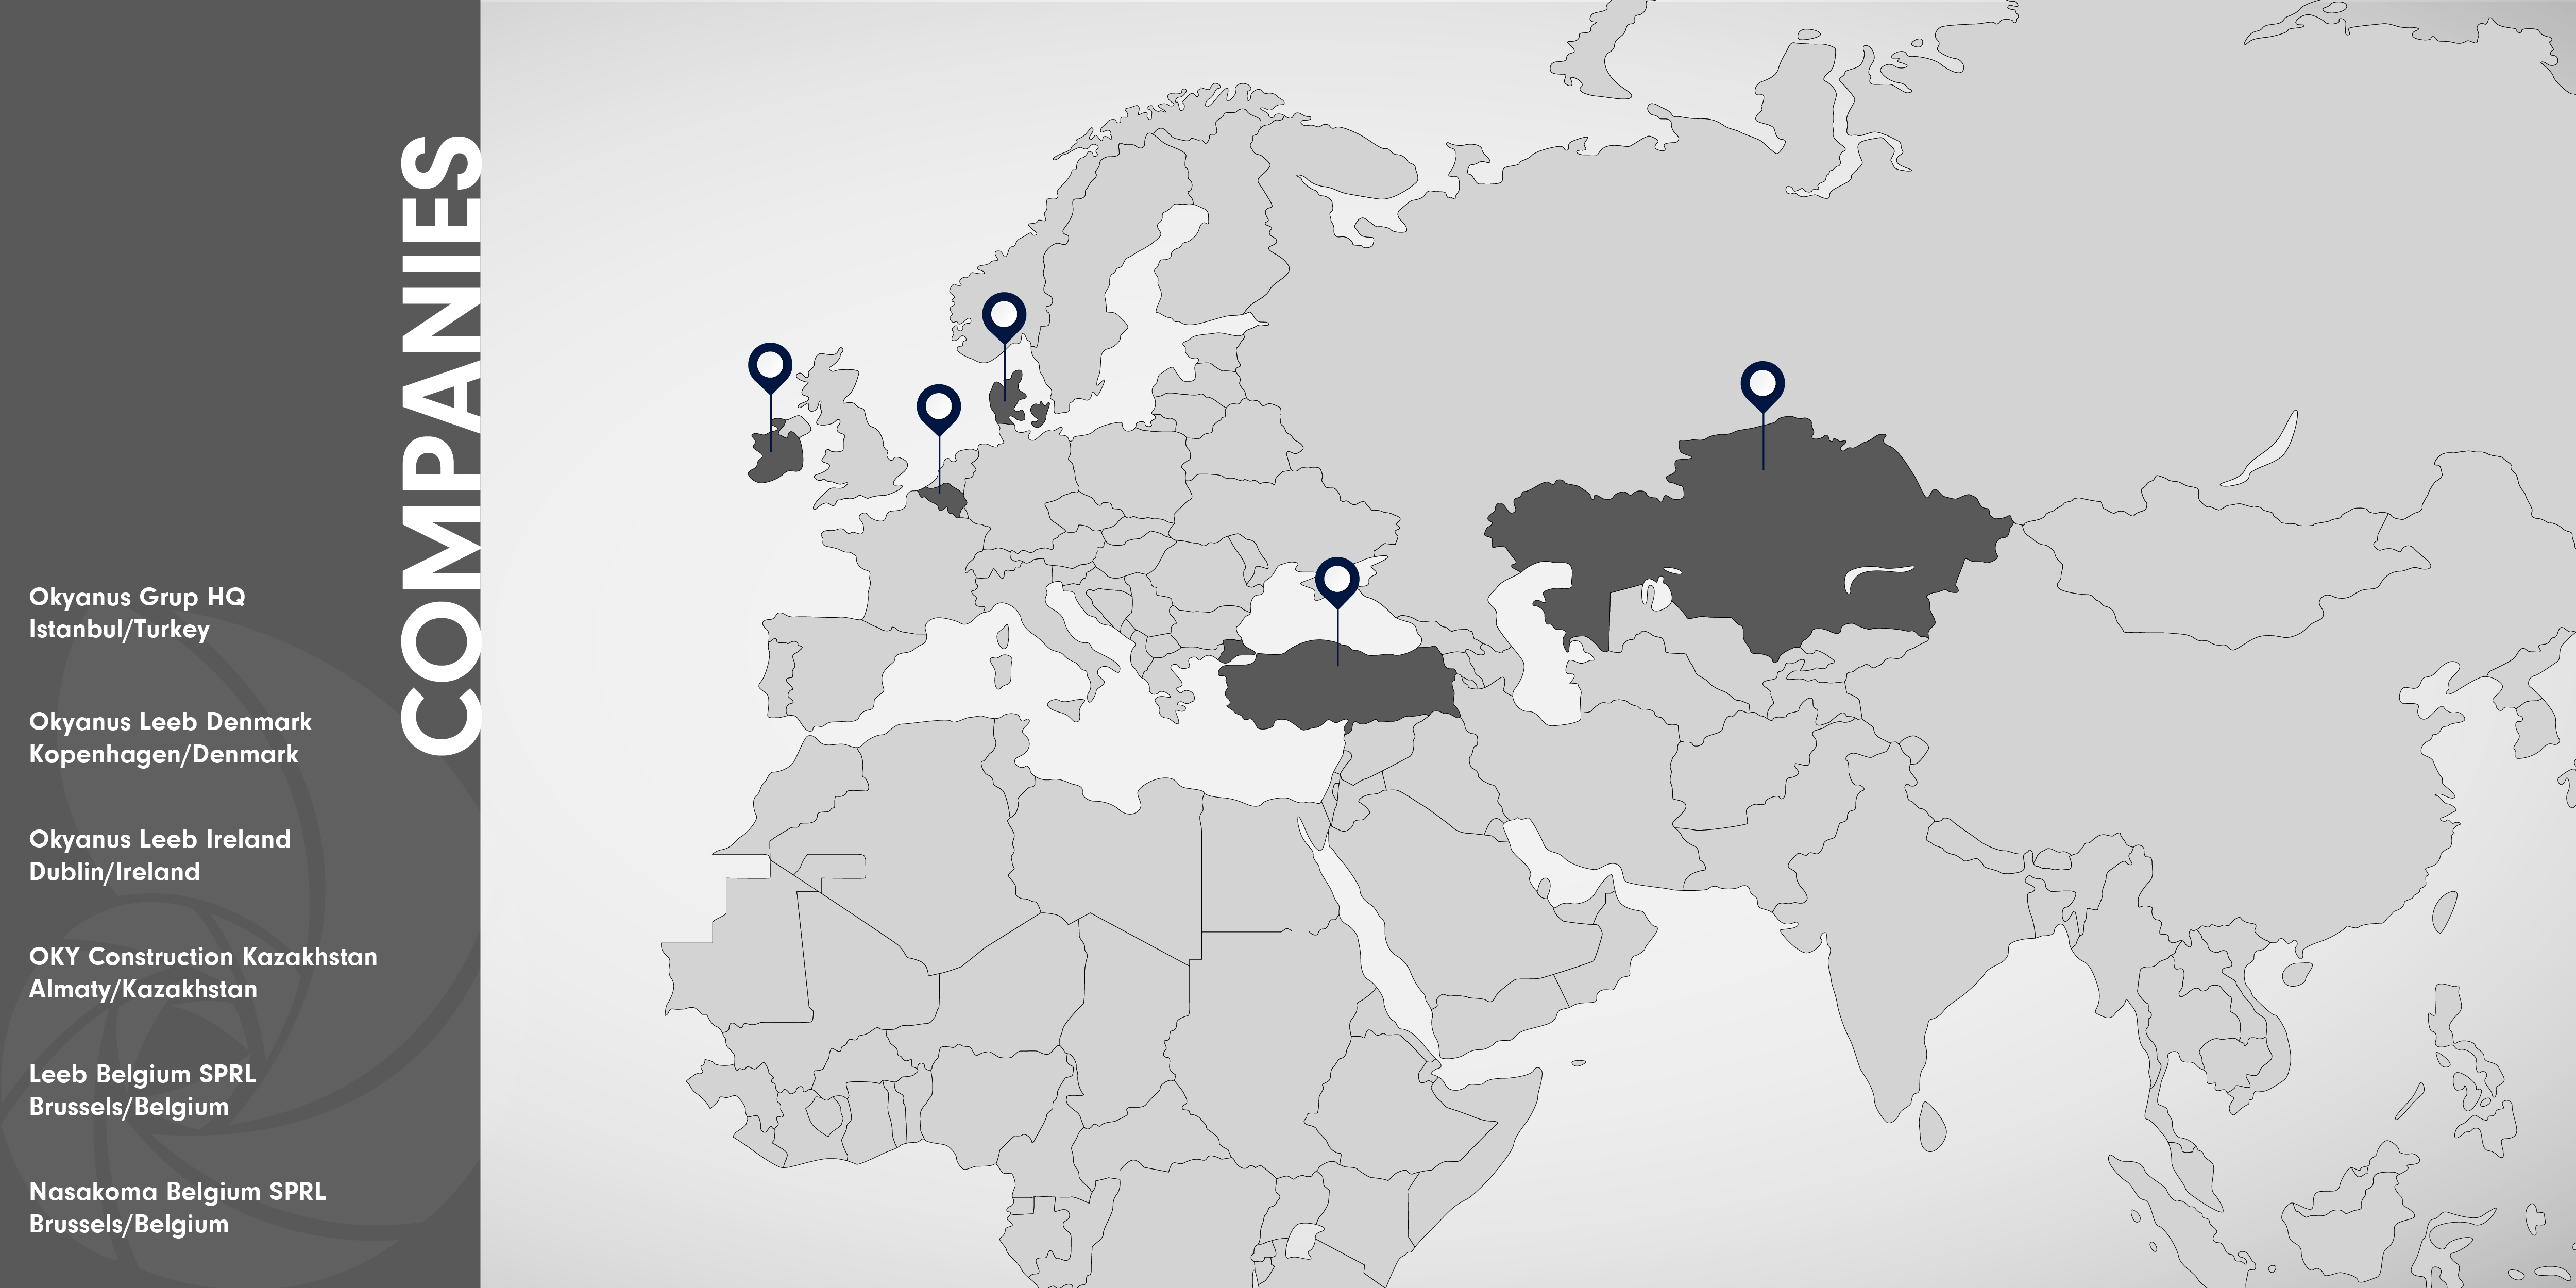 COMPANIES
Okyanus Grup HQ
Istanbul/Turkey
Okyanus Leeb Denmark
Kopenhagen/Denmark
Okyanus Leeb Ireland
Dublin/Ireland
OKY Construction Kazakhstan
Almaty/Kazakhstan
Leeb Belgium SPRL
Brussels/Belgium
Nasakoma Belgium SPRL
Brussels/Belgium